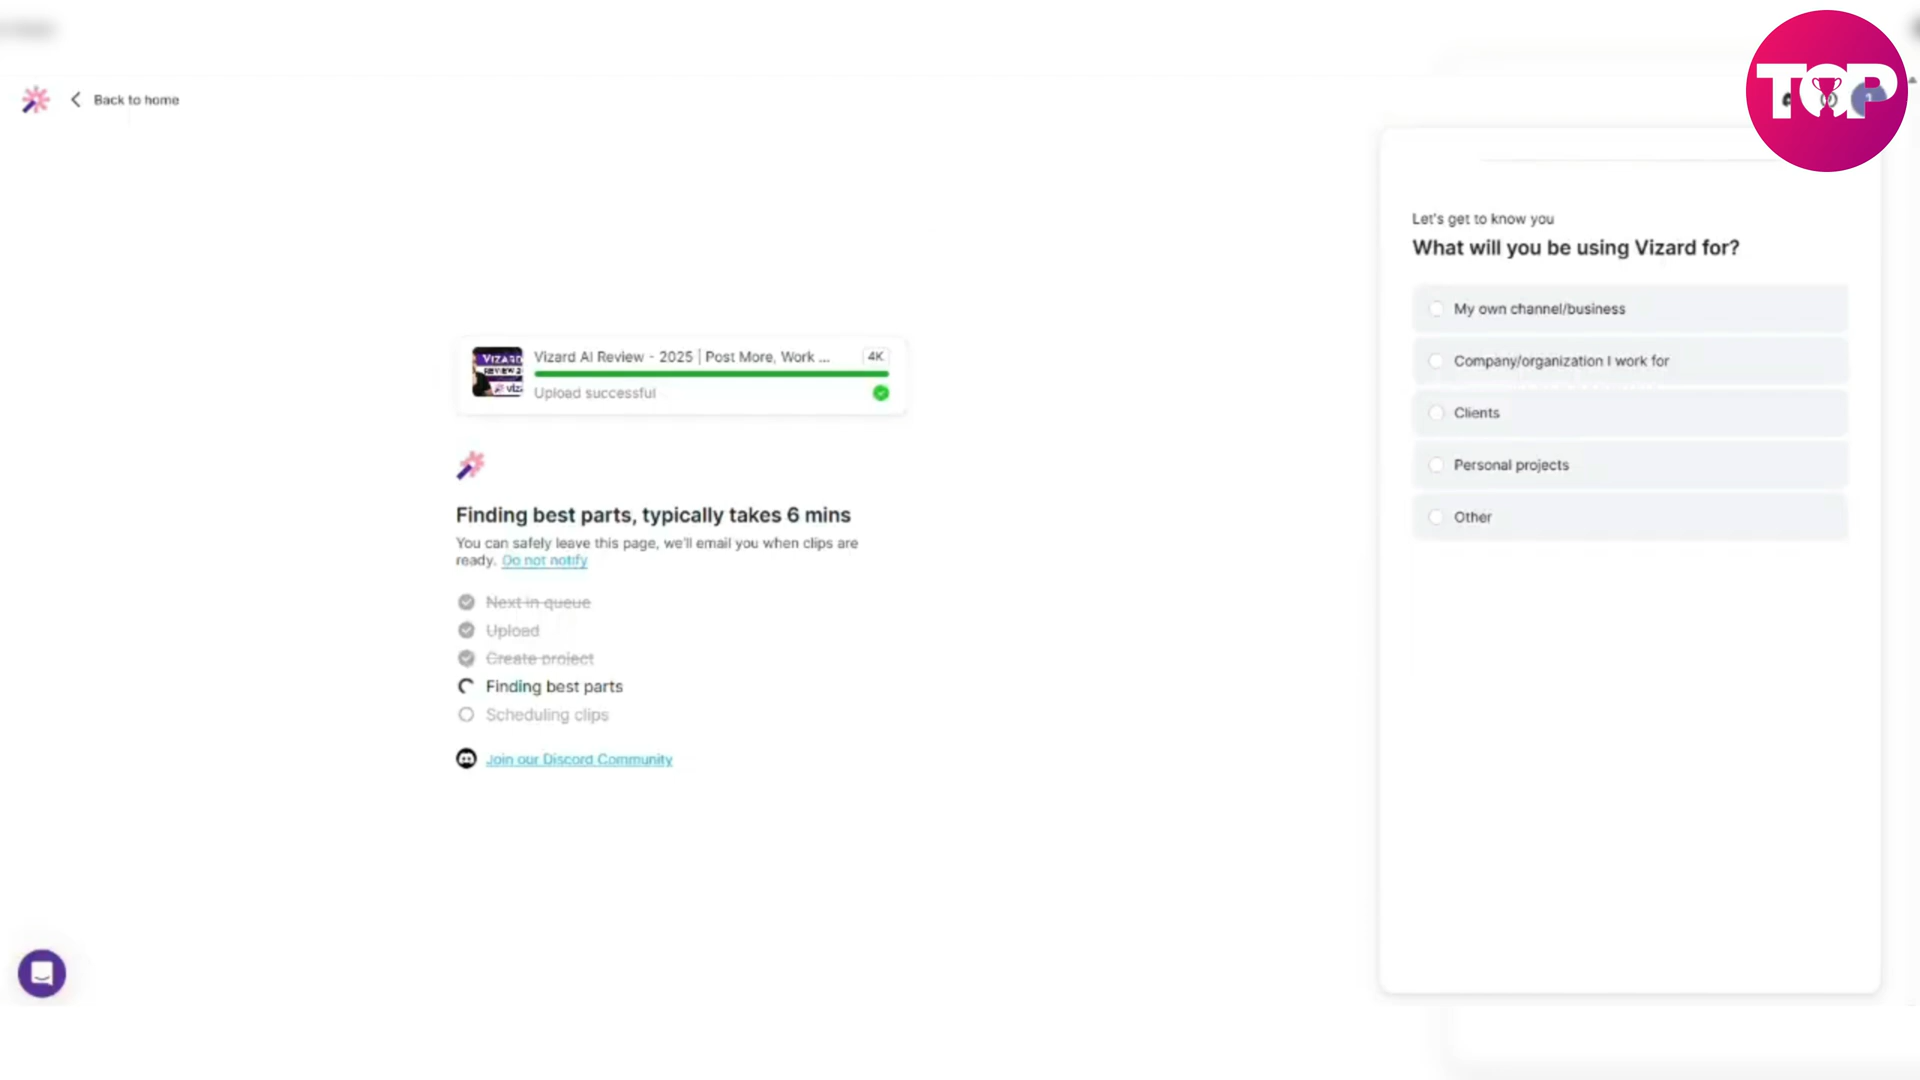 TOP
Back to home
Let's get to know you
What will you be using Vizard for?
My own channel/business
Company/organization I work for
Clients
Personal projects
Other
VIZARD
REVIEW 2
viz
Vizard AI Review - 2025 | Post More, Work ...
4K
Upload successful
Finding best parts, typically takes 6 mins
You can safely leave this page, we'll email you when clips are
ready. Do not notify
Next in queue
Upload
Create project
Finding best parts
Scheduling clips
Join our Discord Community